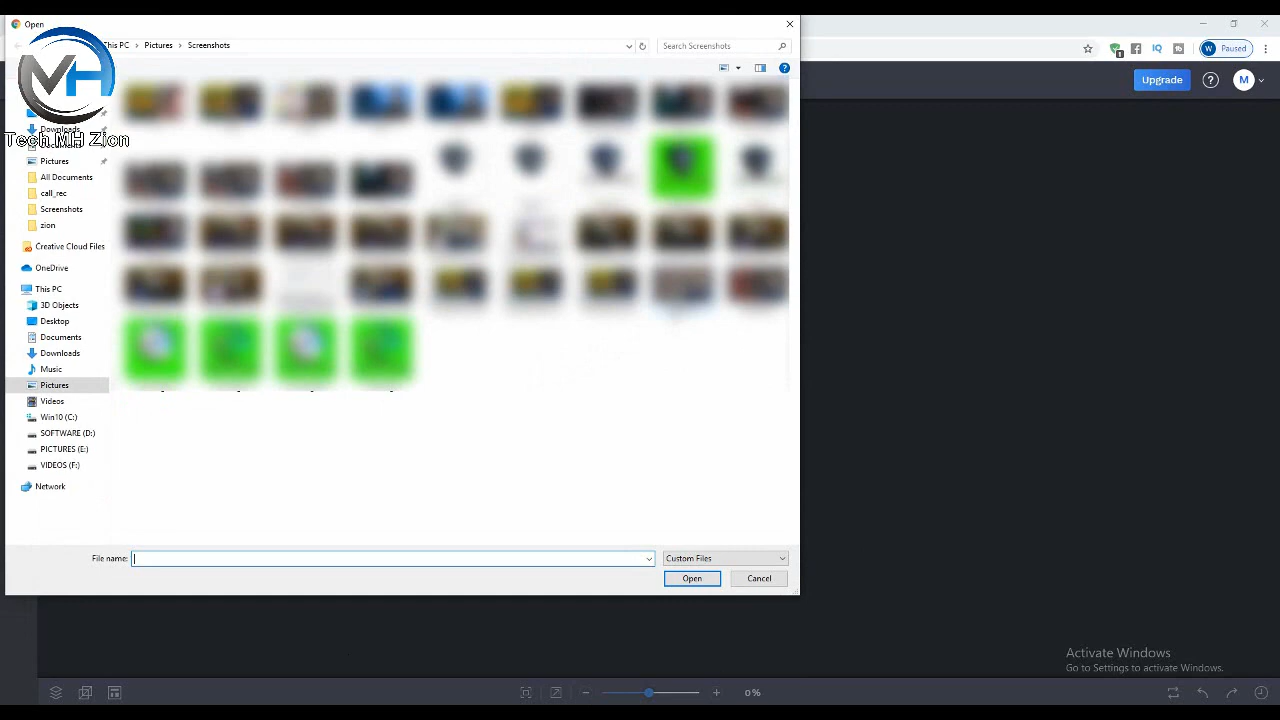 Open
This PC > Pictures > Screenshots
Search Screenshots
Paused
Upgrade
M
MH
Tech MH Zion
Downloads
Pictures
All Documents
call_rec
Screenshots
zion
Creative Cloud Files
OneDrive
This PC
3D Objects
Desktop
Documents
Downloads
Music
Pictures
Videos
Win10 (C:)
SOFTWARE (D:)
PICTURES (E:)
VIDEOS (F:)
Network
File name:
Custom Files
Open
Cancel
Activate Windows
Go to Settings to activate Windows.
0 %